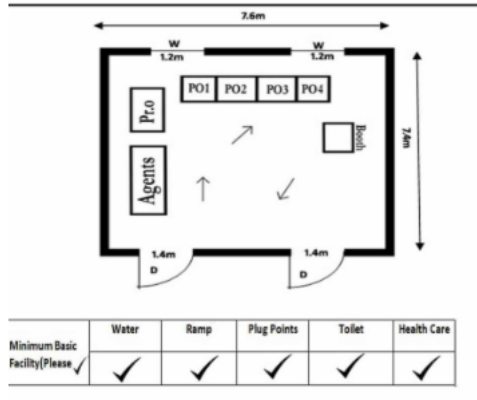 7.6m
W
1.2m
W
1.2m
PO1 PO2 PO3 PO4
Pr.o
Booth
7.4m
Agents
1.4m
D
1.4m
D
Water Ramp Plug Points Toilet Health Care
Minimum Basic
Facility(Please ✓ ✓ ✓ ✓ ✓ ✓